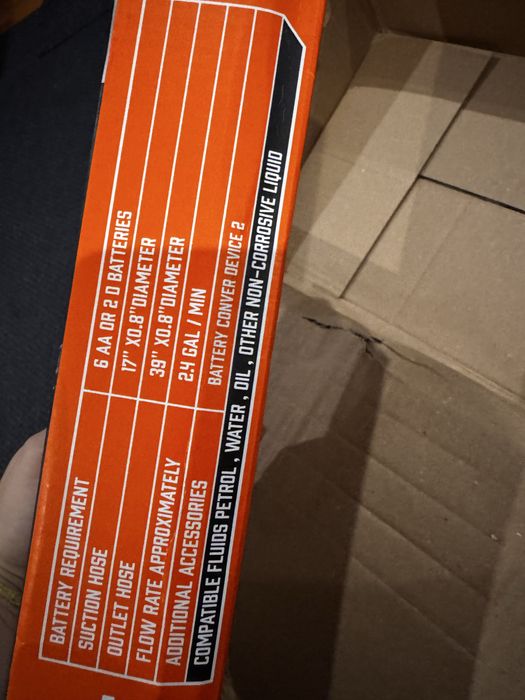 BATTERY REQUIREMENT 6 AA OR 2 D BATTERIES
SUCTION HOSE 17" X0.8"DIAMETER
OUTLET HOSE 39" X0.8"DIAMETER
FLOW RATE APPROXIMATELY 2.4 GAL / MIN
ADDITIONAL ACCESSORIES BATTERY CONVER DEVICE 2
COMPATIBLE FLUIDS PETROL , WATER , OIL , OTHER NON-CORROSIVE LIQUID